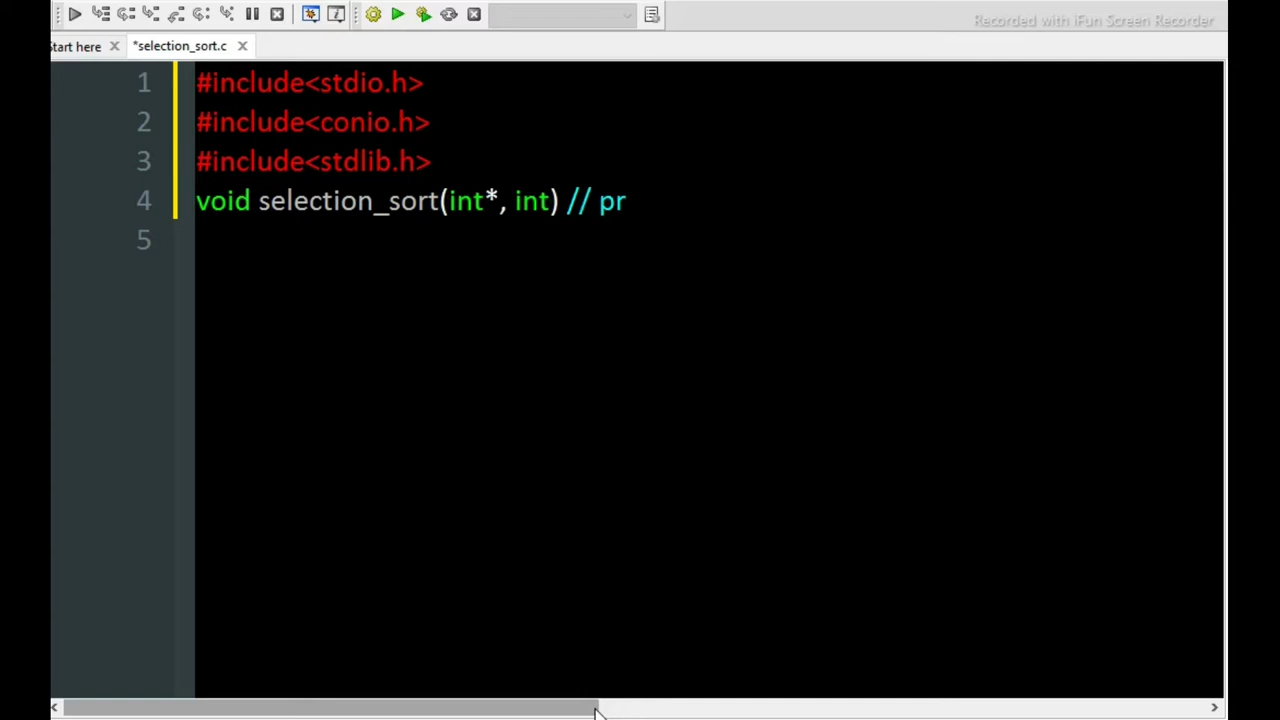 Recorded with iFun Screen Recorder
Start here *selection_sort.c
1 #include<stdio.h>
2 #include<conio.h>
3 #include<stdlib.h>
4 void selection_sort(int*, int) // pr
5